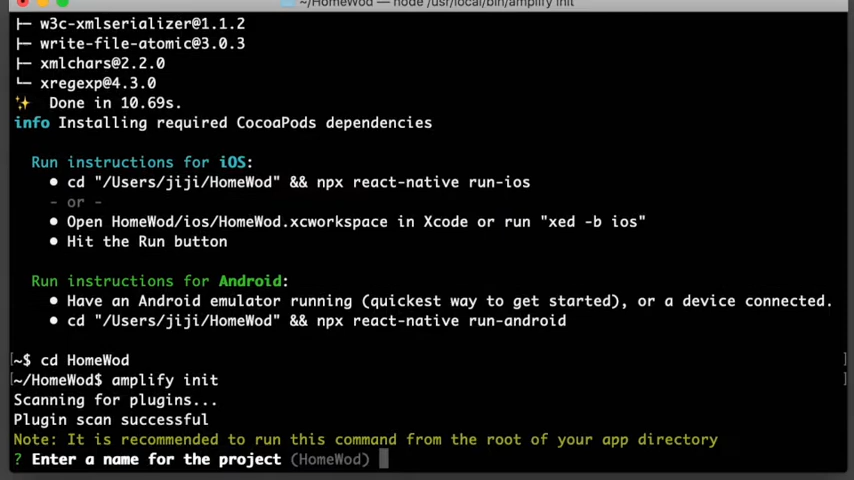 ~/HomeWod — node /usr/local/bin/amplify init
├─ w3c-xmlserializer@1.1.2
├─ write-file-atomic@3.0.3
├─ xmlchars@2.2.0
└─ xregexp@4.3.0
✨  Done in 10.69s.
info Installing required CocoaPods dependencies
Run instructions for iOS:
• cd "/Users/jiji/HomeWod" && npx react-native run-ios
- or -
• Open HomeWod/ios/HomeWod.xcworkspace in Xcode or run "xed -b ios"
• Hit the Run button
Run instructions for Android:
• Have an Android emulator running (quickest way to get started), or a device connected.
• cd "/Users/jiji/HomeWod" && npx react-native run-android
[~$ cd HomeWod ]
[~/HomeWod$ amplify init ]
Scanning for plugins...
Plugin scan successful
Note: It is recommended to run this command from the root of your app directory
? Enter a name for the project (HomeWod)